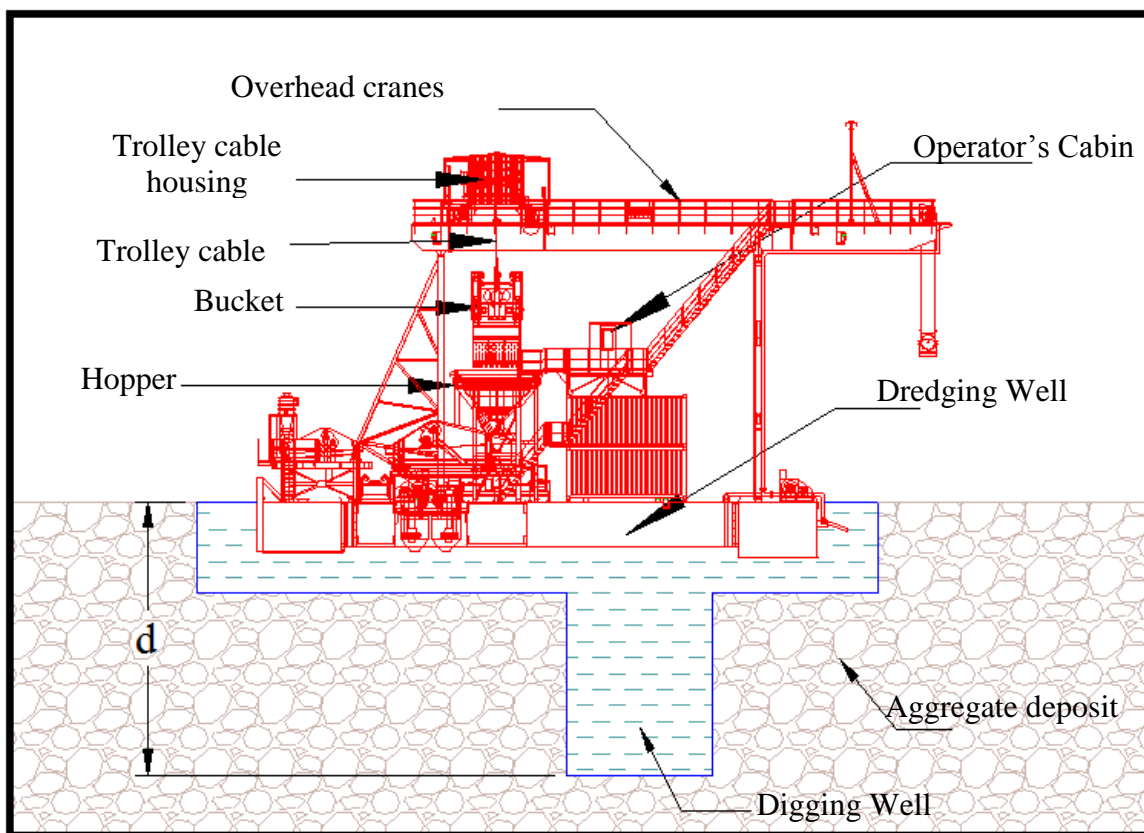 Overhead cranes
Operator’s Cabin
Trolley cable
housing
Trolley cable
Bucket
Hopper
Dredging Well
d
Aggregate deposit
Digging Well